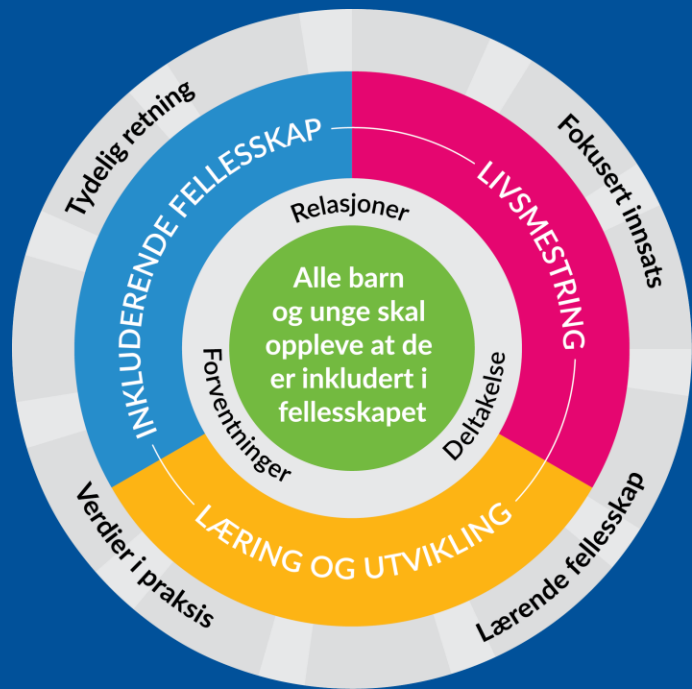 Tydelig retning
Fokusert innsats
INKLUDERENDE FELLESSKAP
LIVSMESTRING
Relasjoner
Alle barn
og unge skal
oppleve at de
er inkludert i
fellesskapet
Forventninger
Deltakelse
LÆRING OG UTVIKLING
Verdier i praksis
Lærende fellesskap